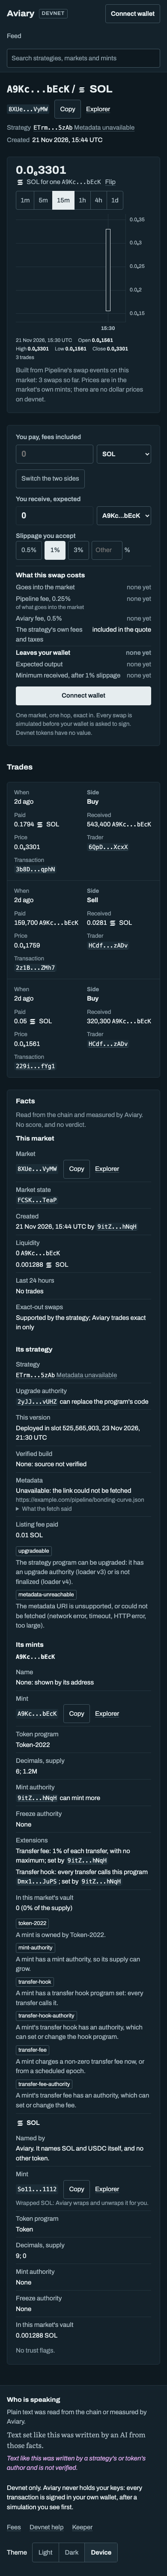 Aviary DEVNET Connect wallet
Feed
Search strategies, markets and mints
A9Kc...bEcK / SOL
8XUe...VyMW Copy Explorer
Strategy ETrm...5zAb Metadata unavailable
Created 21 Nov 2026, 15:44 UTC
0.0₆3301
SOL for one A9Kc...bEcK Flip
1m 5m 15m 1h 4h 1d
0.0₆35
0.0₆3
0.0₆25
0.0₆2
0.0₆15
15:30
21 Nov 2026, 15:30 UTC Open 0.0₆1561
High 0.0₆3301 Low 0.0₆1561 Close 0.0₆3301
3 trades
Built from Pipeline's swap events on this
market: 3 swaps so far. Prices are in the
market's own mints; there are no dollar prices
on devnet.
You pay, fees included
0 SOL
Switch the two sides
You receive, expected
0 A9Kc...bEcK
Slippage you accept
0.5% 1% 3% Other %
What this swap costs
Goes into the market none yet
Pipeline fee, 0.25% none yet
of what goes into the market
Aviary fee, 0.5% none yet
The strategy's own fees included in the quote
and taxes
Leaves your wallet none yet
Expected output none yet
Minimum received, after 1% slippage none yet
Connect wallet
One market, one hop, exact in. Every swap is
simulated before your wallet is asked to sign.
Devnet tokens have no value.
Trades
When Side
2d ago Buy
Paid Received
0.1794 SOL 543,400 A9Kc...bEcK
Price Trader
0.0₆3301 6QpD...XcxX
Transaction
3b8D...qphN
When Side
2d ago Sell
Paid Received
159,700 A9Kc...bEcK 0.0281 SOL
Price Trader
0.0₆1759 HCdf...rADv
Transaction
2z1B...ZMh7
When Side
2d ago Buy
Paid Received
0.05 SOL 320,300 A9Kc...bEcK
Price Trader
0.0₆1561 HCdf...rADv
Transaction
229i...fYg1
Facts
Read from the chain and measured by Aviary.
No score, and no verdict.
This market
Market
8XUe...VyMW Copy Explorer
Market state
FCSK...TeaP
Created
21 Nov 2026, 15:44 UTC by 9itZ...hNqH
Liquidity
0 A9Kc...bEcK
0.001288 SOL
Last 24 hours
No trades
Exact-out swaps
Supported by the strategy; Aviary trades exact
in only
Its strategy
Strategy
ETrm...5zAb Metadata unavailable
Upgrade authority
2yJJ...vUHZ can replace the program's code
This version
Deployed in slot 525,565,903, 23 Nov 2026,
21:30 UTC
Verified build
None: source not verified
Metadata
Unavailable: the link could not be fetched
https://example.com/pipeline/bonding-curve.json
▶ What the fetch said
Listing fee paid
0.01 SOL
upgradeable
The strategy program can be upgraded: it has
an upgrade authority (loader v3) or is not
finalized (loader v4).
metadata-unreachable
The metadata URI is unsupported, or could not
be fetched (network error, timeout, HTTP error,
too large).
Its mints
A9Kc...bEcK
Name
None: shown by its address
Mint
A9Kc...bEcK Copy Explorer
Token program
Token-2022
Decimals, supply
6; 1.2M
Mint authority
9itZ...hNqH can mint more
Freeze authority
None
Extensions
Transfer fee: 1% of each transfer, with no
maximum; set by 9itZ...hNqH
Transfer hook: every transfer calls this program
Dmx1...JuPS; set by 9itZ...hNqH
In this market's vault
0 (0% of the supply)
token-2022
A mint is owned by Token-2022.
mint-authority
A mint has a mint authority, so its supply can
grow.
transfer-hook
A mint has a transfer hook program set: every
transfer calls it.
transfer-hook-authority
A mint's transfer hook has an authority, which
can set or change the hook program.
transfer-fee
A mint charges a non-zero transfer fee now, or
from a scheduled epoch.
transfer-fee-authority
A mint's transfer fee has an authority, which can
set or change the fee.
SOL
Named by
Aviary. It names SOL and USDC itself, and no
other token.
Mint
So11...1112 Copy Explorer
Wrapped SOL: Aviary wraps and unwraps it for you.
Token program
Token
Decimals, supply
9; 0
Mint authority
None
Freeze authority
None
In this market's vault
0.001288 SOL
No trust flags.
Who is speaking
Plain text was read from the chain or measured by
Aviary.
Text set like this was written by an AI from
those facts.
Text like this was written by a strategy's or token's
author and is not verified.
Devnet only. Aviary never holds your keys: every
transaction is signed in your own wallet, after a
simulation you see first.
Fees Devnet help Keeper
Theme Light Dark Device